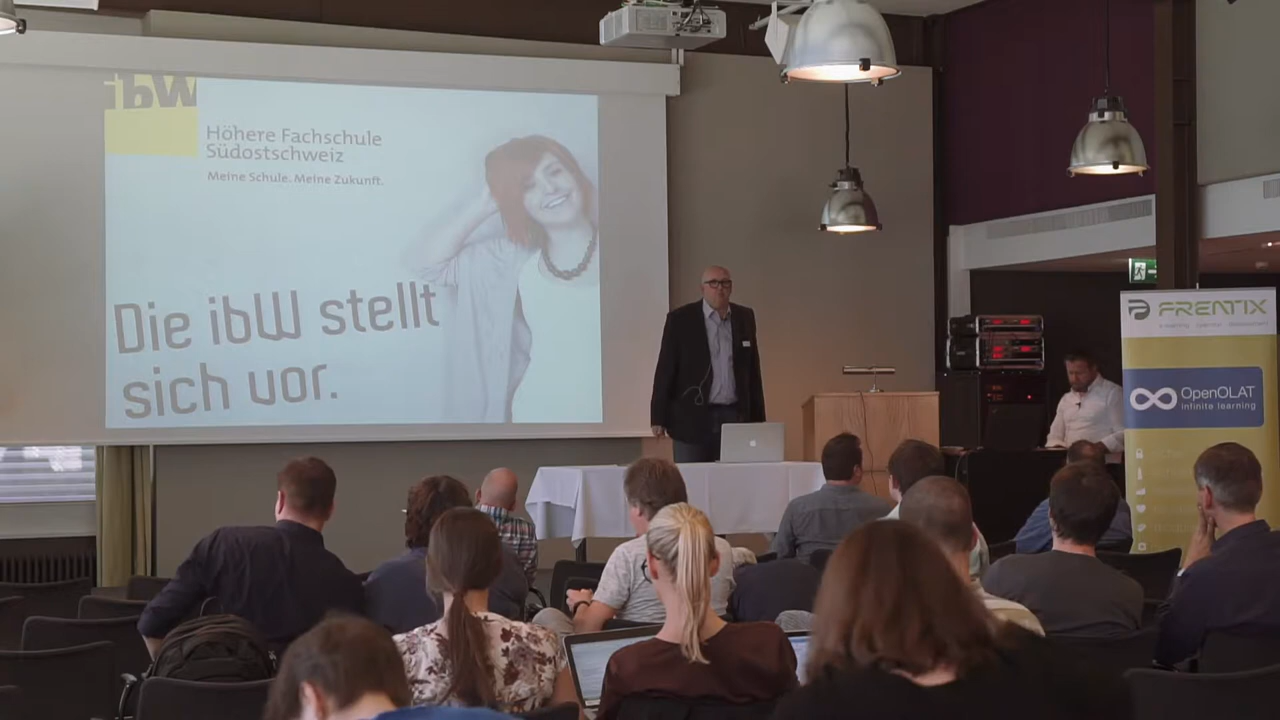 ibW
Höhere Fachschule
Südostschweiz
Meine Schule. Meine Zukunft.
Die ibW stellt
sich vor.
FRENTIX
OpenOLAT
infinite learning